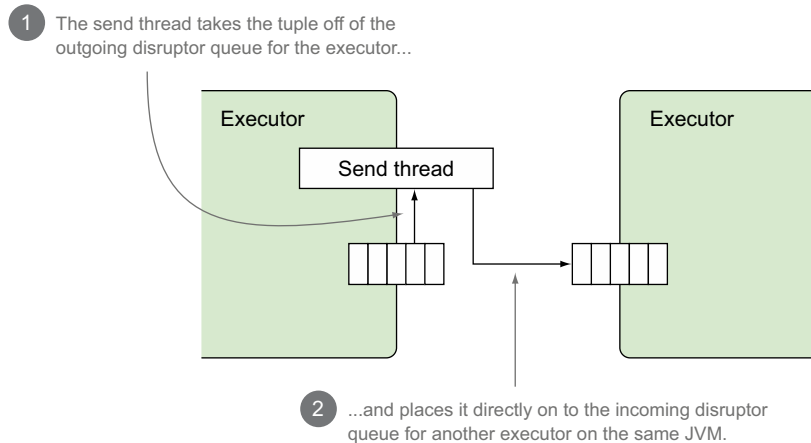 1
The send thread takes the tuple off of the
outgoing disruptor queue for the executor...
Executor
Executor
Send thread
2
...and places it directly on to the incoming disruptor
queue for another executor on the same JVM.